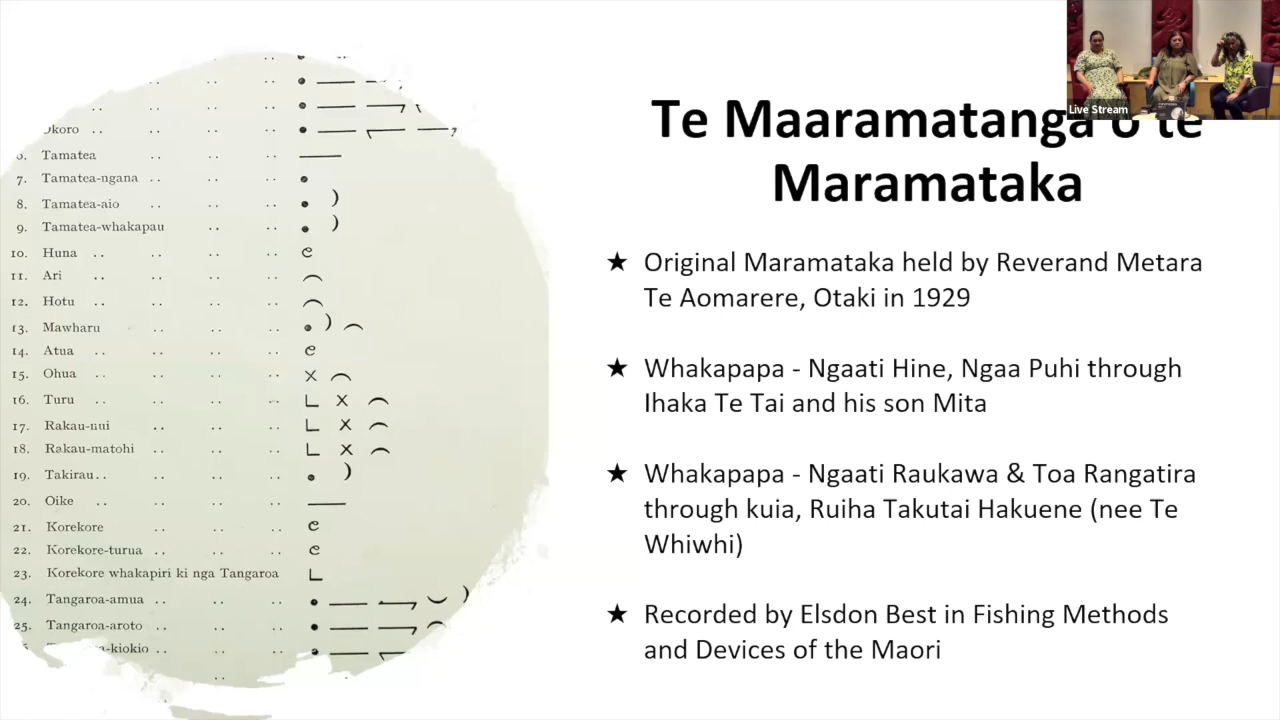 Te Maaramatanga o te
Maramataka
★ Original Maramataka held by Reverand Metara
Te Aomarere, Otaki in 1929
★ Whakapapa - Ngaati Hine, Ngaa Puhi through
Ihaka Te Tai and his son Mita
★ Whakapapa - Ngaati Raukawa & Toa Rangatira
through kuia, Ruiha Takutai Hakuene (nee Te
Whiwhi)
★ Recorded by Elsdon Best in Fishing Methods
and Devices of the Maori
Live Stream
6. Tamatea .. .. ..
7. Tamatea-ngana .. .. ..
8. Tamatea-aio .. .. ..
9. Tamatea-whakapau .. ..
10. Huna .. .. .. ..
11. Ari .. .. .. ..
12. Hotu .. .. .. ..
13. Mawharu .. .. ..
14. Atua .. .. .. ..
15. Ohua .. .. .. ..
16. Turu .. .. .. ..
17. Rakau-nui .. .. ..
18. Rakau-matohi .. .. ..
19. Takirau .. .. .. ..
20. Oike .. .. .. ..
21. Korekore .. .. ..
22. Korekore-turua .. .. ..
23. Korekore whakapiri ki nga Tangaroa
24. Tangaroa-amua .. .. ..
25. Tangaroa-aroto .. .. ..
-kiokio .. .. ..